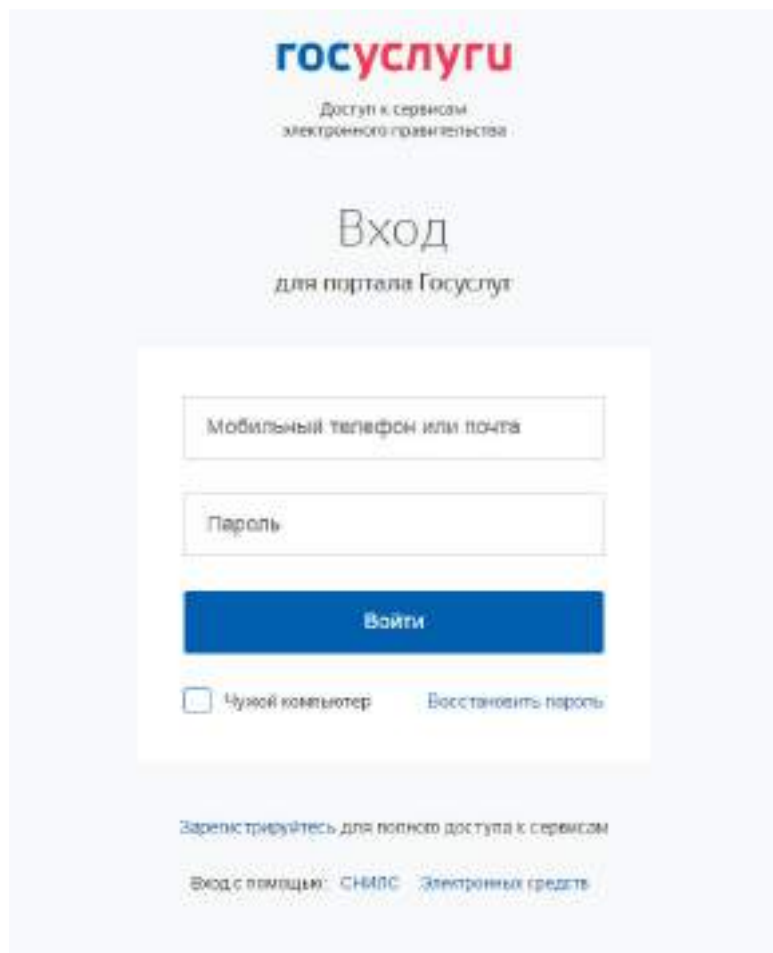 госуслуги
Доступ к сервисам
электронного правительства
Вход
для портала Госуслуг
Мобильный телефон или почта
Пароль
Войти
Чужой компьютер Восстановить пароль
Зарегистрируйтесь для полного доступа к сервисам
Вход с помощью: СНИЛС Электронных средств